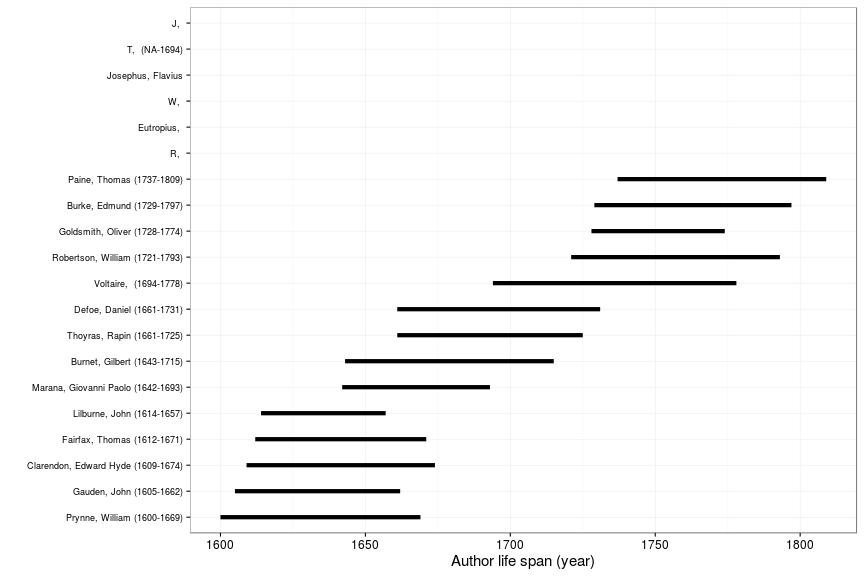 J,
T,  (NA-1694)
Josephus, Flavius
W,
Eutropius,
R,
Paine, Thomas (1737-1809)
Burke, Edmund (1729-1797)
Goldsmith, Oliver (1728-1774)
Robertson, William (1721-1793)
Voltaire,  (1694-1778)
Defoe, Daniel (1661-1731)
Thoyras, Rapin (1661-1725)
Burnet, Gilbert (1643-1715)
Marana, Giovanni Paolo (1642-1693)
Lilburne, John (1614-1657)
Fairfax, Thomas (1612-1671)
Clarendon, Edward Hyde (1609-1674)
Gauden, John (1605-1662)
Prynne, William (1600-1669)
1600 1650 1700 1750 1800
Author life span (year)